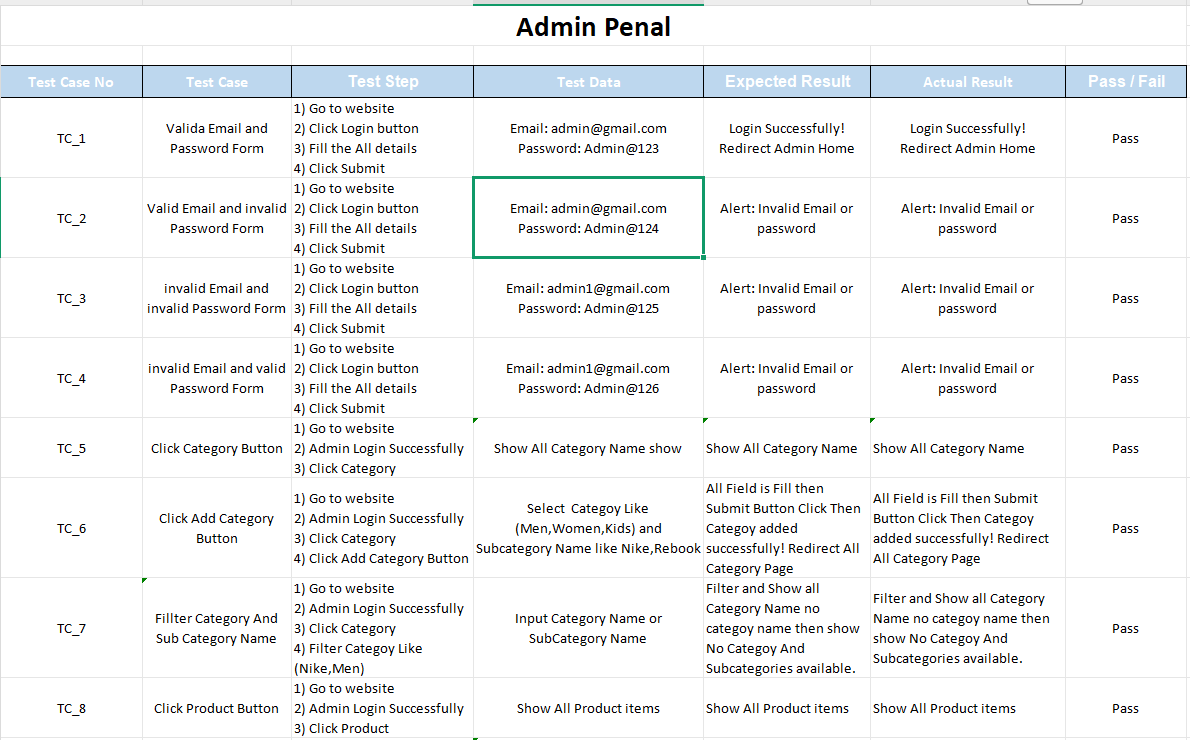 Admin Penal
Test Case No
Test Case
Test Step
Test Data
Expected Result
Actual Result
Pass / Fail
TC_1
Valida Email and
Password Form
1) Go to website
2) Click Login button
3) Fill the All details
4) Click Submit
Email: admin@gmail.com
Password: Admin@123
Login Successfully!
Redirect Admin Home
Login Successfully!
Redirect Admin Home
Pass
TC_2
Valid Email and invalid
Password Form
1) Go to website
2) Click Login button
3) Fill the All details
4) Click Submit
Email: admin@gmail.com
Password: Admin@124
Alert: Invalid Email or
password
Alert: Invalid Email or
password
Pass
TC_3
invalid Email and
invalid Password Form
1) Go to website
2) Click Login button
3) Fill the All details
4) Click Submit
Email: admin1@gmail.com
Password: Admin@125
Alert: Invalid Email or
password
Alert: Invalid Email or
password
Pass
TC_4
invalid Email and valid
Password Form
1) Go to website
2) Click Login button
3) Fill the All details
4) Click Submit
Email: admin1@gmail.com
Password: Admin@126
Alert: Invalid Email or
password
Alert: Invalid Email or
password
Pass
TC_5
Click Category Button
1) Go to website
2) Admin Login Successfully
3) Click Category
Show All Category Name show
Show All Category Name
Show All Category Name
Pass
TC_6
Click Add Category
Button
1) Go to website
2) Admin Login Successfully
3) Click Category
4) Click Add Category Button
Select  Categoy Like
(Men,Women,Kids) and
Subcategory Name like Nike,Rebook
All Field is Fill then
Submit Button Click Then
Categoy added
successfully! Redirect All
Category Page
All Field is Fill then Submit
Button Click Then Categoy
added successfully! Redirect
All Category Page
Pass
TC_7
Fillter Category And
Sub Category Name
1) Go to website
2) Admin Login Successfully
3) Click Category
4) Filter Categoy Like
(Nike,Men)
Input Category Name or
SubCategory Name
Filter and Show all
Category Name no
categoy name then show
No Categoy And
Subcategories available.
Filter and Show all Category
Name no categoy name then
show No Categoy And
Subcategories available.
Pass
TC_8
Click Product Button
1) Go to website
2) Admin Login Successfully
3) Click Product
Show All Product items
Show All Product items
Show All Product items
Pass